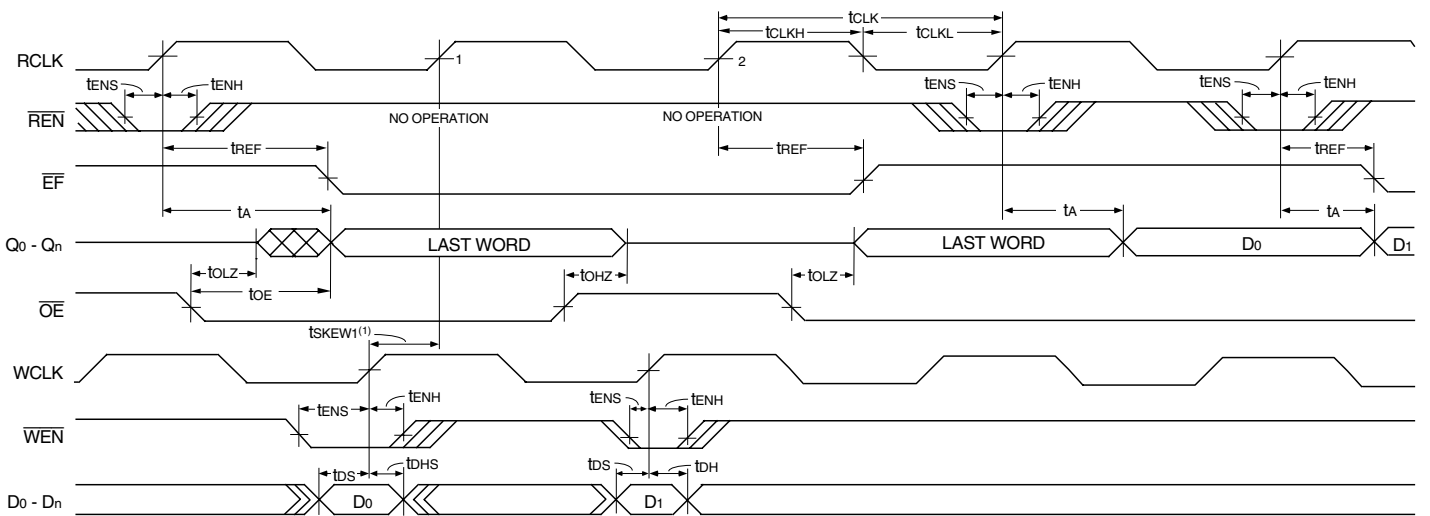 tCLK
tCLKH tCLKL
RCLK 1 2
tENS tENH tENS tENH tENS tENH
REN NO OPERATION NO OPERATION
tREF tREF tREF
EF
tA tA tA
Q0 - Qn LAST WORD LAST WORD D0 D1
tOLZ tOHZ tOLZ
tOE
OE
tSKEW1(1)
WCLK
tENS tENH tENS tENH
WEN
tDS tDHS tDS tDH
D0 - Dn D0 D1